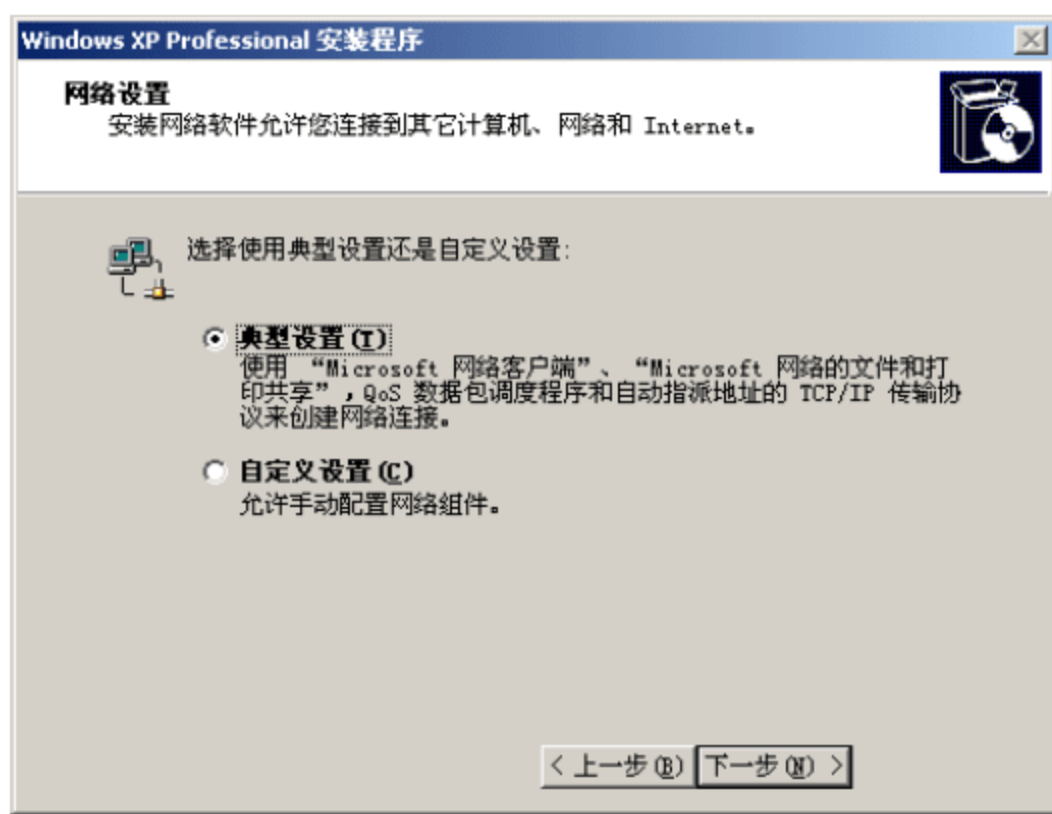 Windows XP Professional 安装程序
网络设置
安装网络软件允许您连接到其它计算机、网络和 Internet。
选择使用典型设置还是自定义设置:
典型设置(T)
使用 “Microsoft 网络客户端”、“Microsoft 网络的文件和打
印共享”,QoS 数据包调度程序和自动指派地址的 TCP/IP 传输协
议来创建网络连接。
自定义设置(C)
允许手动配置网络组件。
< 上一步(B) 下一步(N) >